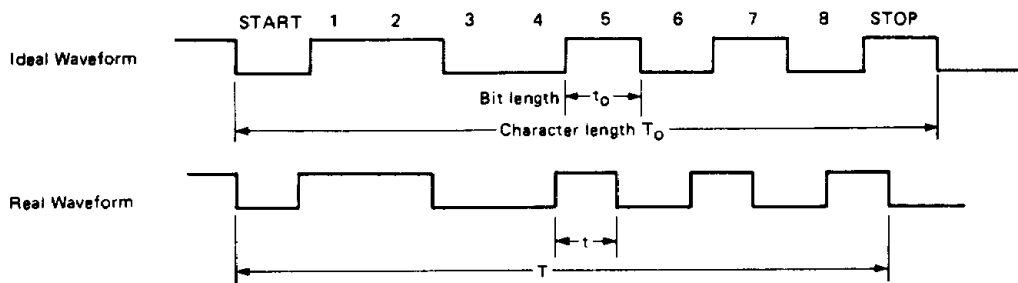 START 1 2 3 4 5 6 7 8 STOP
Ideal Waveform
Bit length t₀
Character length T₀
Real Waveform
t
T